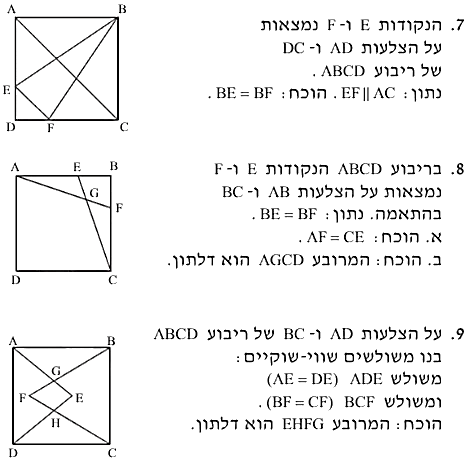 7. הנקודות E ו-F נמצאות
על הצלעות AD ו-DC
של ריבוע ABCD.
נתון: EF || AC. הוכח: BE = BF.
A B
E
D F C
8. בריבוע ABCD הנקודות E ו-F
נמצאות על הצלעות AB ו-BC
בהתאמה. נתון: BE = BF.
א. הוכח: AF = CE.
ב. הוכח: המרובע AGCD הוא דלתון.
A E B
G
F
D C
9. על הצלעות AD ו-BC של ריבוע ABCD
בנו משולשים שווי-שוקיים:
משולש ADE (AE = DE)
ומשולש BCF (BF = CF).
הוכח: המרובע EHFG הוא דלתון.
A B
G
F E
H
D C